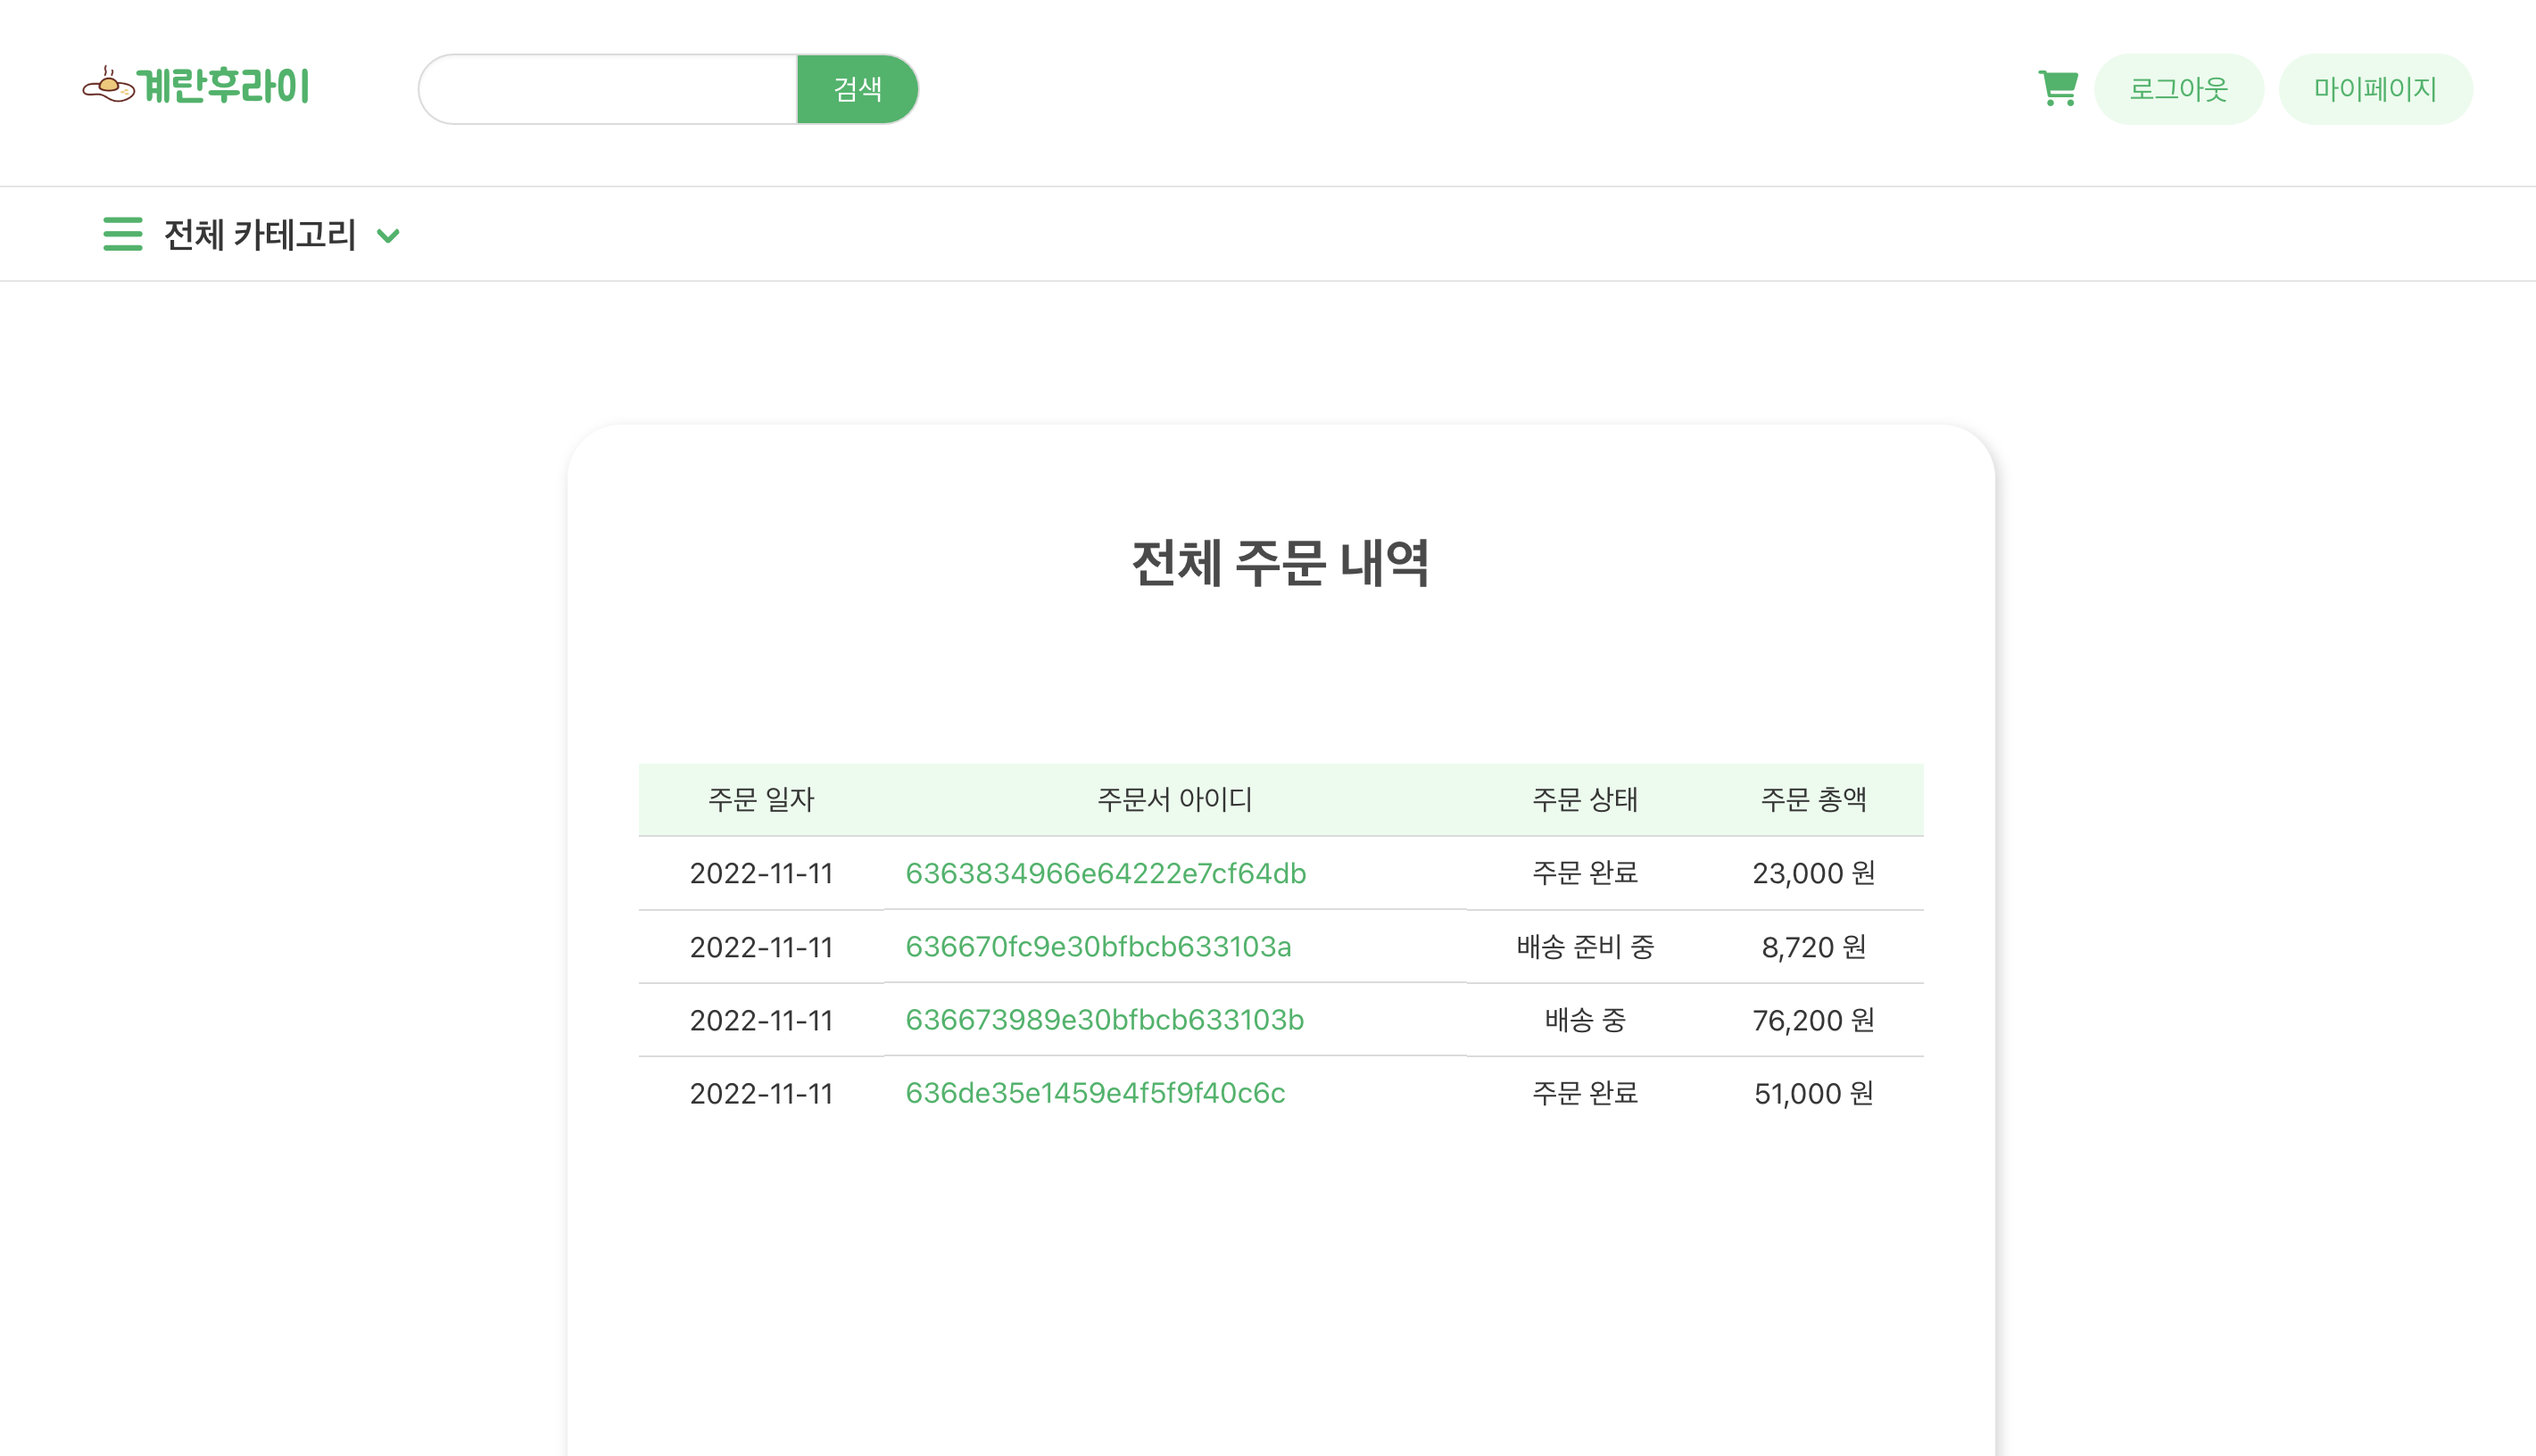 계란후라이
검색
로그아웃
마이페이지
전체 카테고리
전체 주문 내역
주문 일자 주문서 아이디 주문 상태 주문 총액
2022-11-11 6363834966e64222e7cf64db 주문 완료 23,000 원
2022-11-11 636670fc9e30bfbcb633103a 배송 준비 중 8,720 원
2022-11-11 636673989e30bfbcb633103b 배송 중 76,200 원
2022-11-11 636de35e1459e4f5f9f40c6c 주문 완료 51,000 원